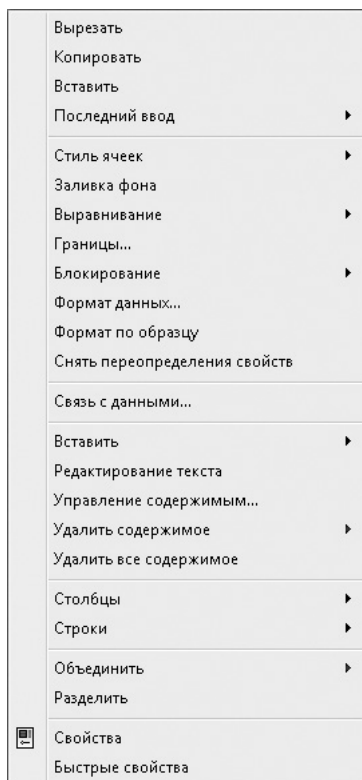 Вырезать
Копировать
Вставить
Последний ввод
Стиль ячеек
Заливка фона
Выравнивание
Границы...
Блокирование
Формат данных...
Формат по образцу
Снять переопределения свойств
Связь с данными...
Вставить
Редактирование текста
Управление содержимым...
Удалить содержимое
Удалить все содержимое
Столбцы
Строки
Объединить
Разделить
Свойства
Быстрые свойства